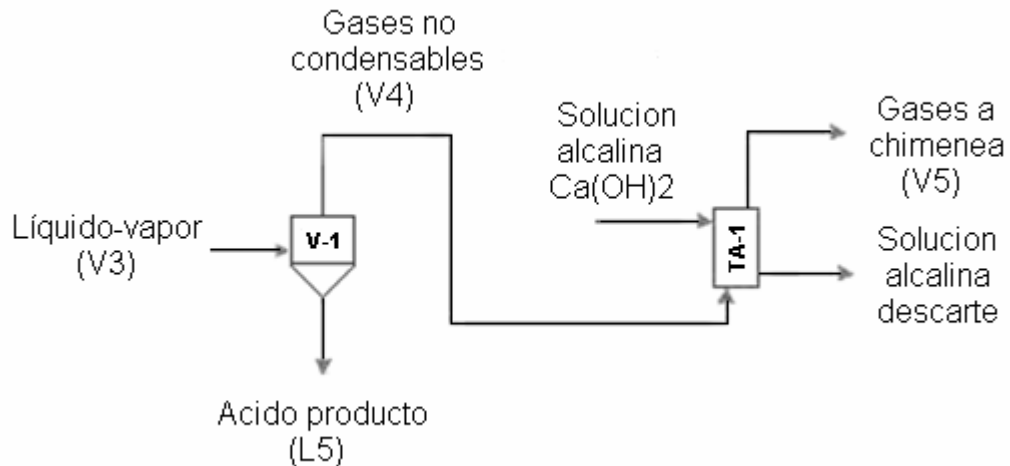 Gases no
condensables
(V4)
Solucion
alcalina
Ca(OH)2
Gases a
chimenea
(V5)
Líquido-vapor
(V3)
V-1
TA-1
Solucion
alcalina
descarte
Acido producto
(L5)